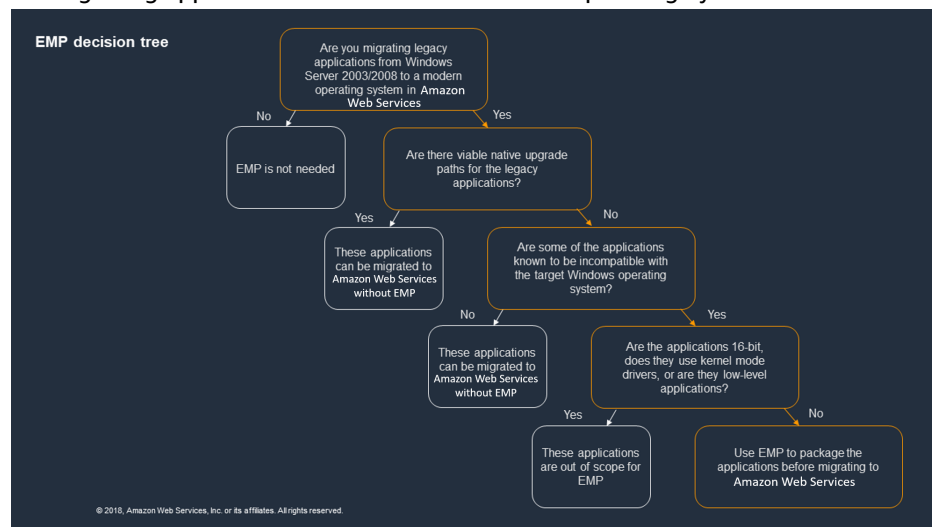 EMP decision tree
Are you migrating legacy
applications from Windows
Server 2003/2008 to a modern
operating system in Amazon
Web Services
No
Yes
EMP is not needed
Are there viable native upgrade
paths for the legacy
applications?
Yes
No
These applications
can be migrated to
Amazon Web Services
without EMP
Are some of the applications
known to be incompatible with
the target Windows operating
system?
No
Yes
These applications
can be migrated to
Amazon Web Services
without EMP
Are the applications 16-bit,
does they use kernel mode
drivers, or are they low-level
applications?
Yes
No
These applications
are out of scope for
EMP
Use EMP to package the
applications before migrating to
Amazon Web Services
© 2018, Amazon Web Services, Inc. or its affiliates. All rights reserved.